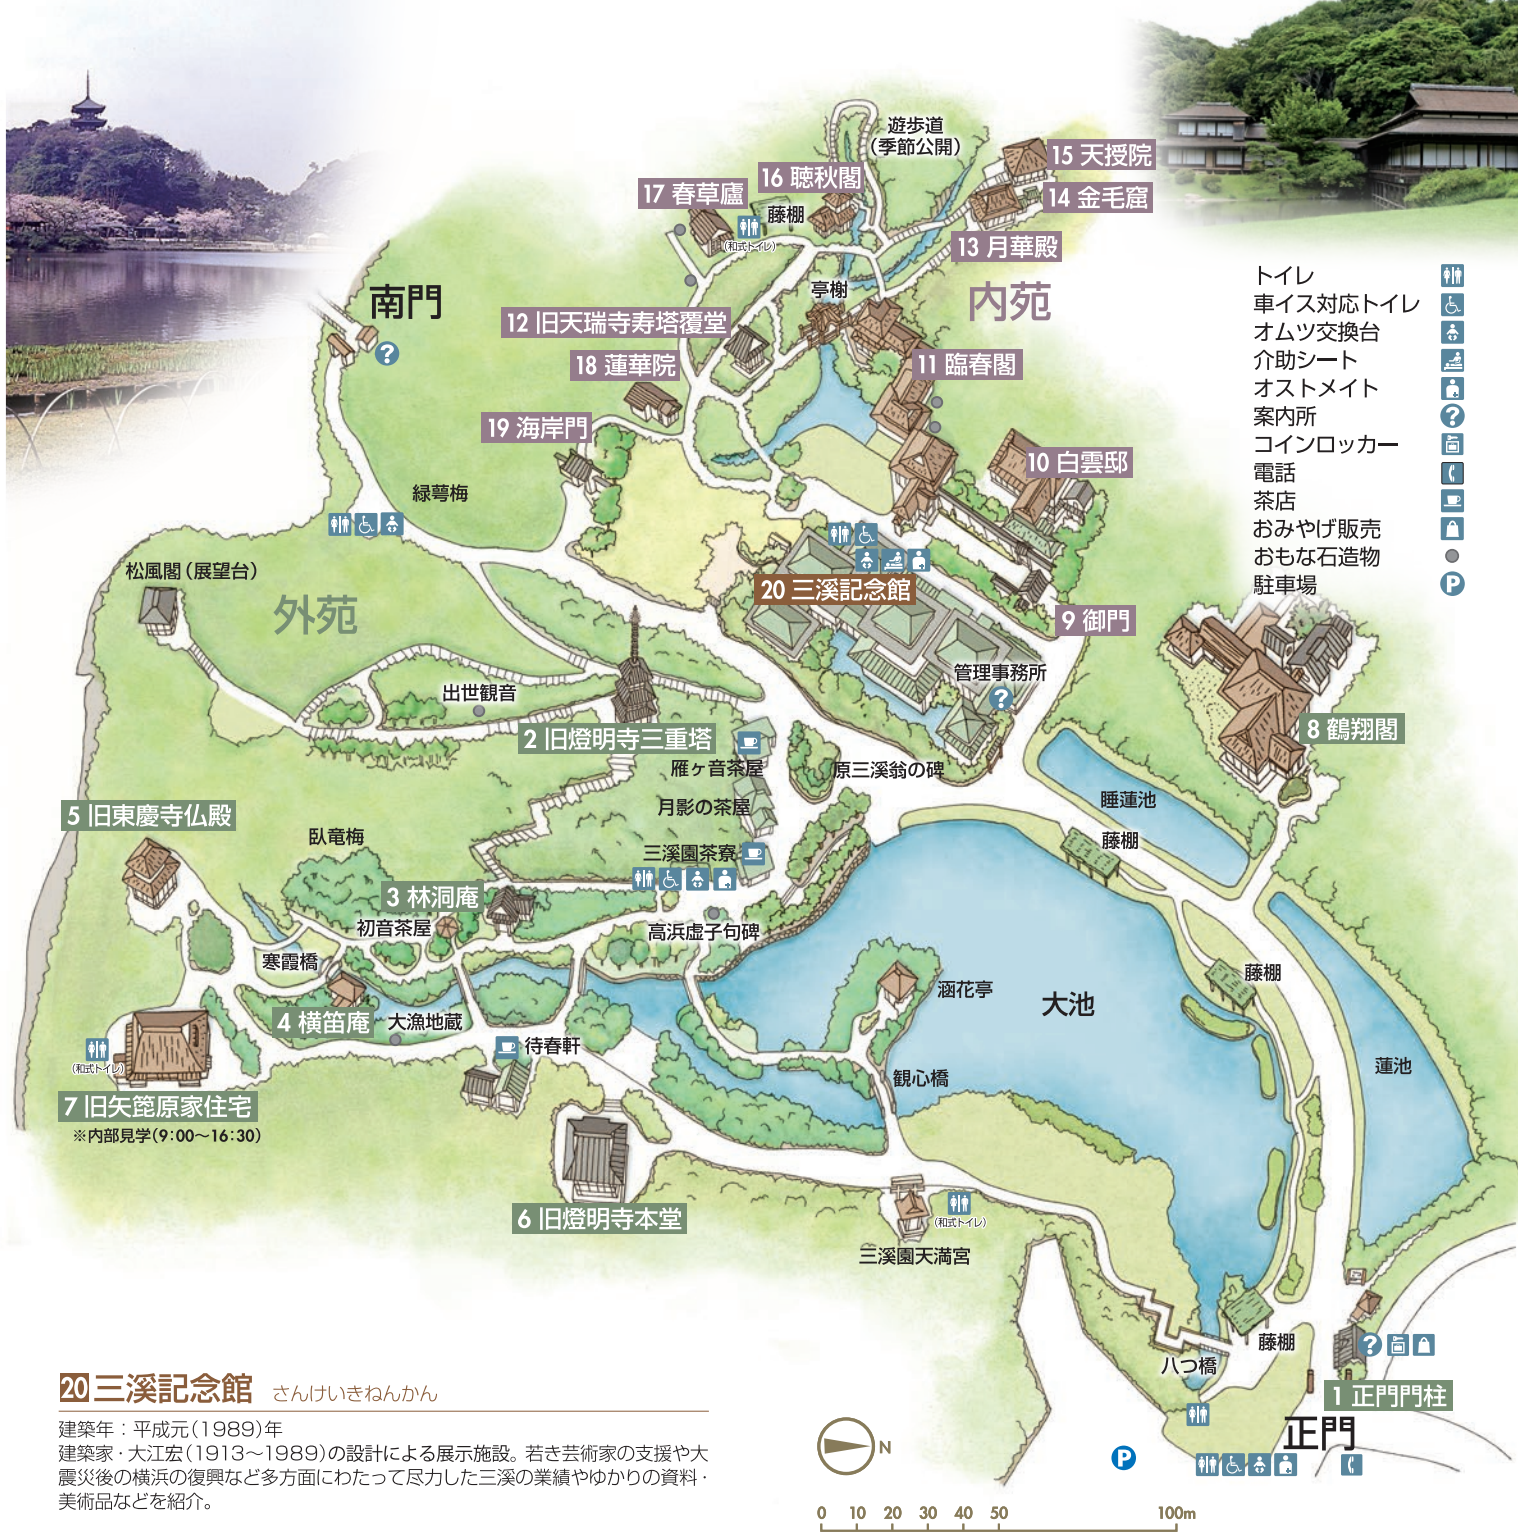 遊歩道
(季節公開)
15 天授院
16 聴秋閣
14 金毛窟
17 春草廬
藤棚
(和式トイレ)
13 月華殿
亭榭
内苑
南門
12 旧天瑞寺寿塔覆堂
18 蓮華院
11 臨春閣
19 海岸門
10 白雲邸
緑萼梅
トイレ
車イス対応トイレ
オムツ交換台
介助シート
オストメイト
案内所
コインロッカー
電話
茶店
おみやげ販売
おもな石造物
駐車場
松風閣(展望台)
外苑
20 三溪記念館
9 御門
管理事務所
出世観音
2 旧燈明寺三重塔
8 鶴翔閣
雁ヶ音茶屋
原三溪翁の碑
月影の茶屋
睡蓮池
5 旧東慶寺仏殿
臥竜梅
藤棚
三溪園茶寮
3 林洞庵
初音茶屋
高浜虚子句碑
寒霞橋
藤棚
涵花亭
大池
4 横笛庵
大漁地蔵
待春軒
(和式トイレ)
観心橋
蓮池
7 旧矢箆原家住宅
※内部見学(9:00〜16:30)
6 旧燈明寺本堂
(和式トイレ)
三溪園天満宮
藤棚
八つ橋
1 正門門柱
正門
P
20 三溪記念館 さんけいきねんかん
建築年:平成元(1989)年
建築家・大江宏(1913〜1989)の設計による展示施設。若き芸術家の支援や大
震災後の横浜の復興など多方面にわたって尽力した三溪の業績やゆかりの資料・
美術品などを紹介。
N
0 10 20 30 40 50 100m